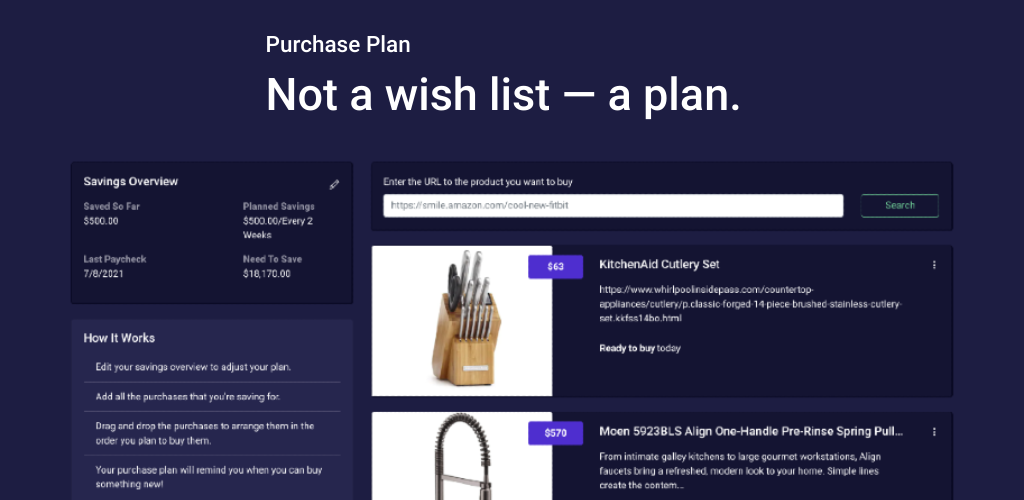 Purchase Plan
Not a wish list — a plan.
Savings Overview
Saved So Far
$500.00
Planned Savings
$500.00/Every 2
Weeks
Last Paycheck
7/8/2021
Need To Save
$18,170.00
How It Works
Edit your savings overview to adjust your plan.
Add all the purchases that you're saving for.
Drag and drop the purchases to arrange them in the
order you plan to buy them.
Your purchase plan will remind you when you can buy
something new!
Enter the URL to the product you want to buy
https://smile.amazon.com/cool-new-fitbit
Search
$63
KitchenAid Cutlery Set
https://www.whirlpoolinsidepass.com/countertop-
appliances/cutlery/p.classic-forged-14-piece-brushed-stainless-cutlery-
set.kkfss14bo.html
Ready to buy today
$570
Moen 5923BLS Align One-Handle Pre-Rinse Spring Pull...
From intimate galley kitchens to large gourmet workstations, Align
faucets bring a refreshed, modern look to your home. Simple lines
create the contem...